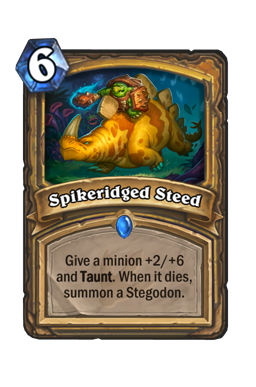 6
Spikeridged Steed
Give a minion +2/+6
and Taunt. When it dies,
summon a Stegodon.